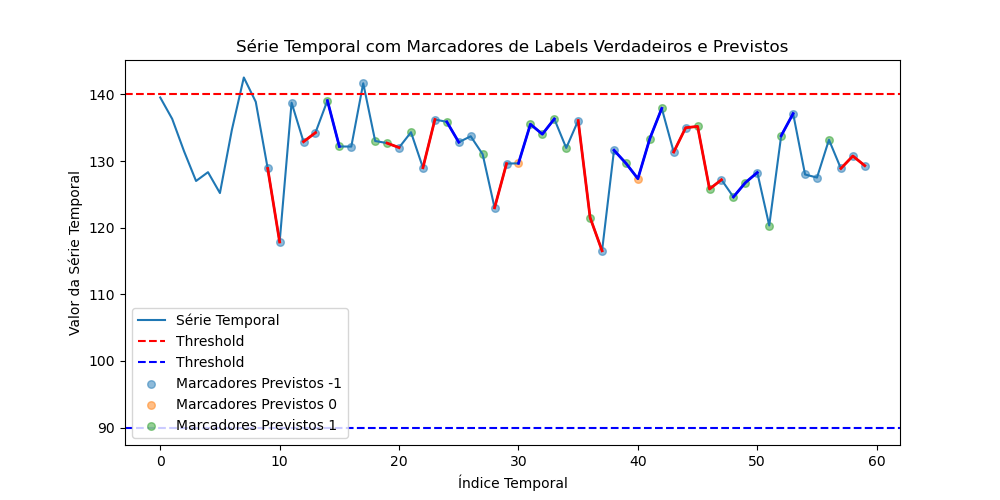 Série Temporal com Marcadores de Labels Verdadeiros e Previstos
Valor da Série Temporal
140
130
120
110
100
90
Série Temporal
Threshold
Threshold
Marcadores Previstos -1
Marcadores Previstos 0
Marcadores Previstos 1
0 10 20 30 40 50 60
Índice Temporal